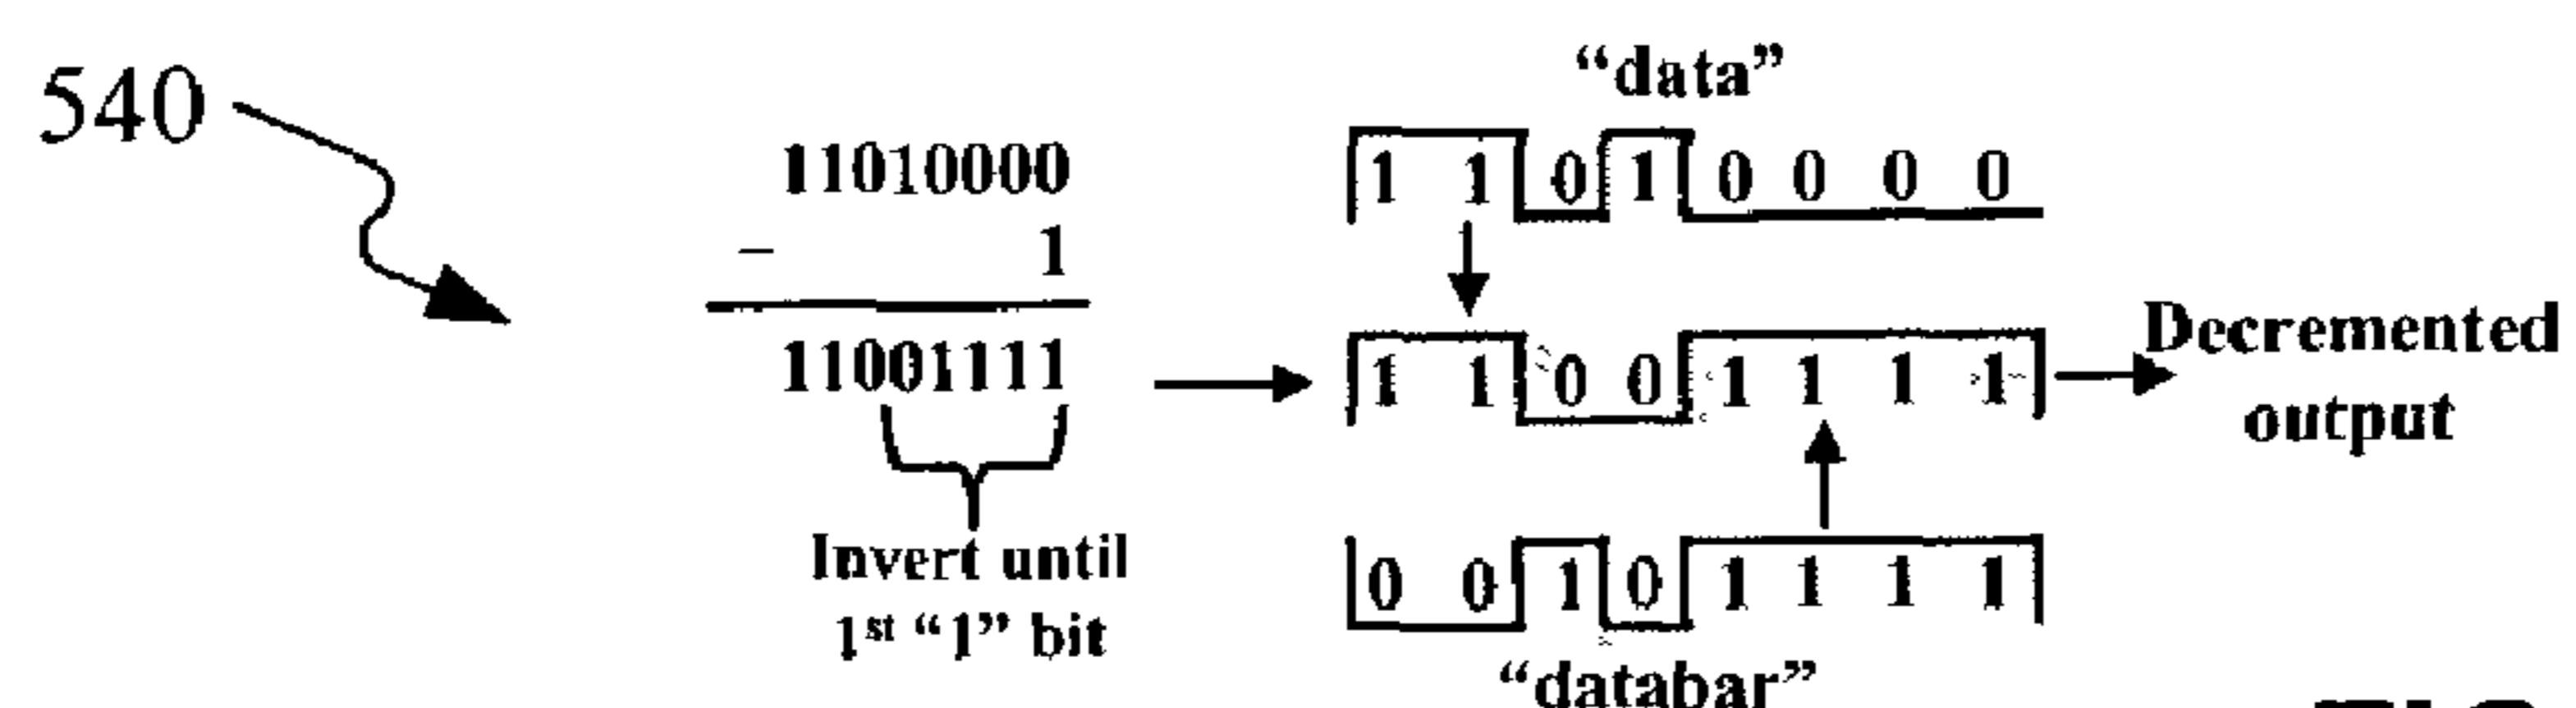 540
11010000
− 1
11001111
Invert until
1st “1” bit
“data”
1 1 0 1 0 0 0 0
1 1 0 0 1 1 1 1
Decremented
output
0 0 1 0 1 1 1 1
“databar”